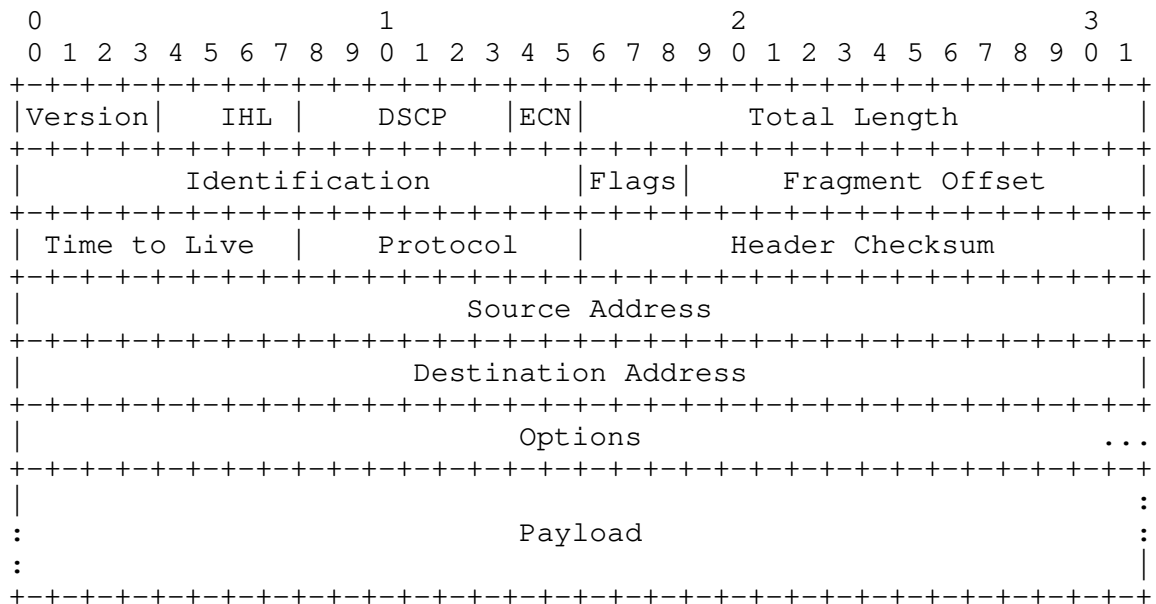 0                   1                   2                   3
 0 1 2 3 4 5 6 7 8 9 0 1 2 3 4 5 6 7 8 9 0 1 2 3 4 5 6 7 8 9 0 1
+-+-+-+-+-+-+-+-+-+-+-+-+-+-+-+-+-+-+-+-+-+-+-+-+-+-+-+-+-+-+-+-+
|Version|   IHL |    DSCP   |ECN|         Total Length          |
+-+-+-+-+-+-+-+-+-+-+-+-+-+-+-+-+-+-+-+-+-+-+-+-+-+-+-+-+-+-+-+-+
|         Identification        |Flags|     Fragment Offset     |
+-+-+-+-+-+-+-+-+-+-+-+-+-+-+-+-+-+-+-+-+-+-+-+-+-+-+-+-+-+-+-+-+
| Time to Live  |    Protocol   |        Header Checksum        |
+-+-+-+-+-+-+-+-+-+-+-+-+-+-+-+-+-+-+-+-+-+-+-+-+-+-+-+-+-+-+-+-+
|                         Source Address                        |
+-+-+-+-+-+-+-+-+-+-+-+-+-+-+-+-+-+-+-+-+-+-+-+-+-+-+-+-+-+-+-+-+
|                      Destination Address                      |
+-+-+-+-+-+-+-+-+-+-+-+-+-+-+-+-+-+-+-+-+-+-+-+-+-+-+-+-+-+-+-+-+
|                            Options                          ...
+-+-+-+-+-+-+-+-+-+-+-+-+-+-+-+-+-+-+-+-+-+-+-+-+-+-+-+-+-+-+-+-+
|                                                               :
:                            Payload                            :
:                                                               |
+-+-+-+-+-+-+-+-+-+-+-+-+-+-+-+-+-+-+-+-+-+-+-+-+-+-+-+-+-+-+-+-+